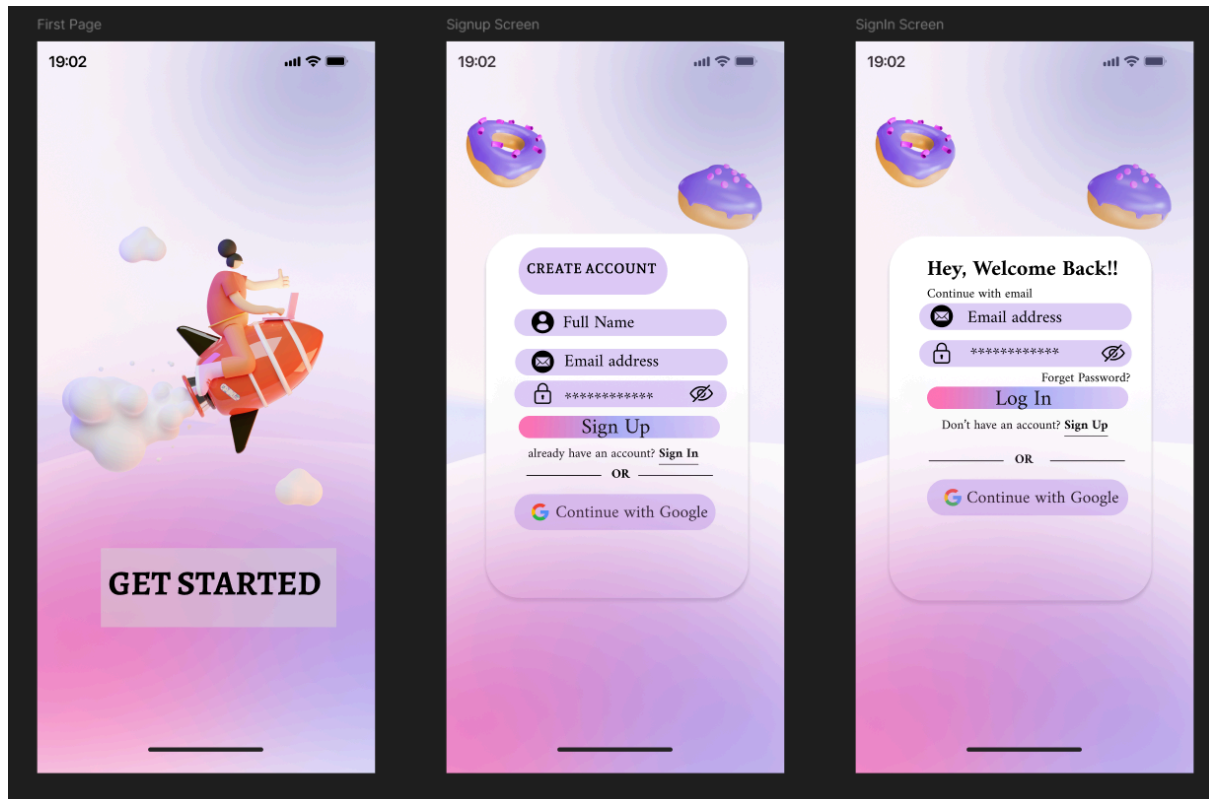 First Page
19:02
GET STARTED
Signup Screen
19:02
CREATE ACCOUNT
Full Name
Email address
************
Sign Up
already have an account? Sign In
OR
Continue with Google
SignIn Screen
19:02
Hey, Welcome Back!!
Continue with email
Email address
************
Forget Password?
Log In
Don't have an account? Sign Up
OR
Continue with Google